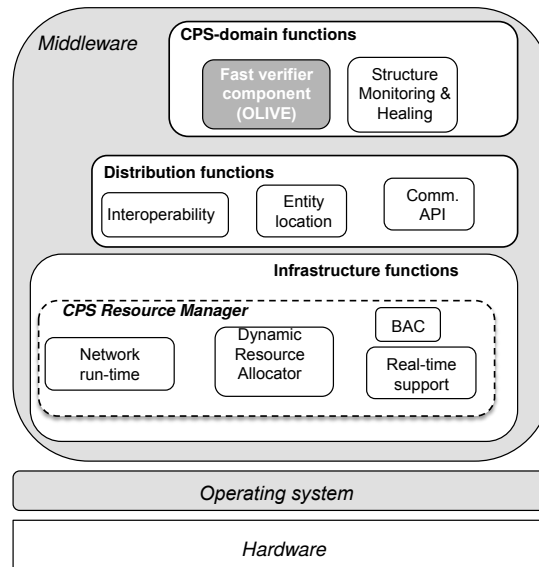 Middleware
CPS-domain functions
Fast verifier
component
(OLIVE)
Structure
Monitoring &
Healing
Distribution functions
Interoperability
Entity
location
Comm.
API
Infrastructure functions
CPS Resource Manager
Network
run-time
Dynamic
Resource
Allocator
BAC
Real-time
support
Operating system
Hardware